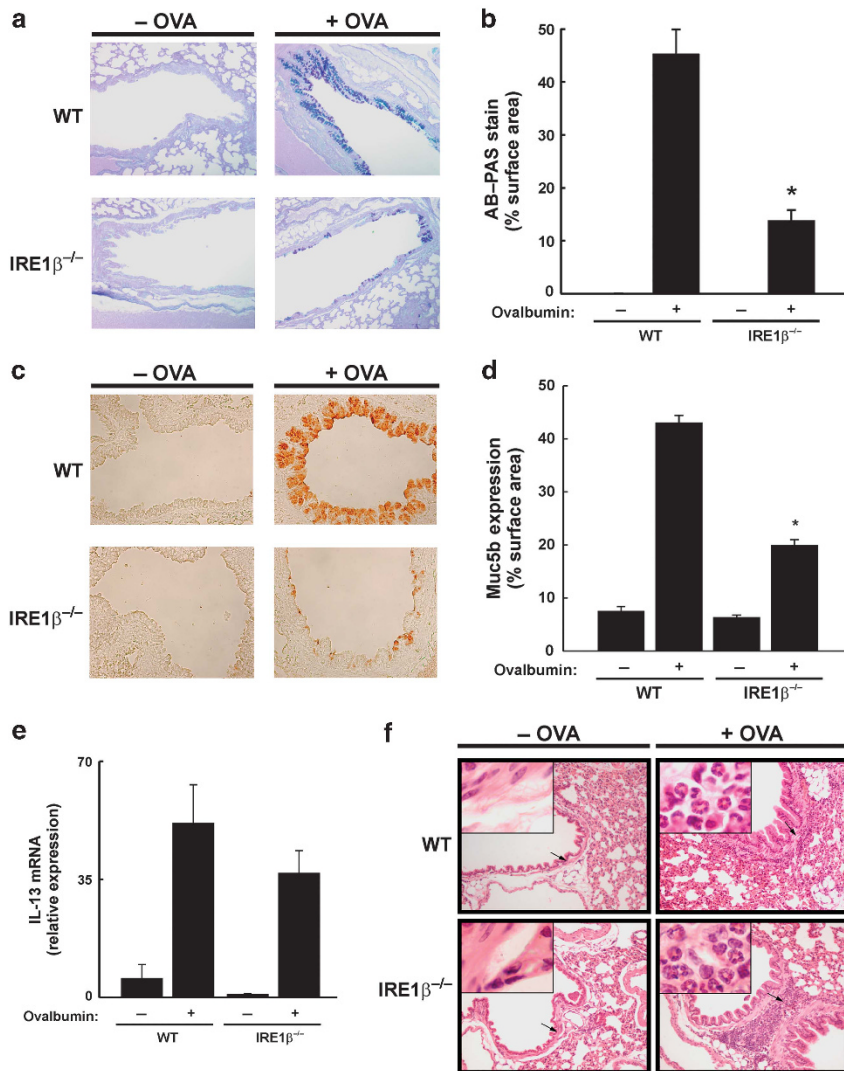 a
– OVA
+ OVA
WT
IRE1β⁻/⁻
b
AB–PAS stain
(% surface area)
50
40
30
20
10
0
*
Ovalbumin:
–
+
–
+
WT
IRE1β⁻/⁻
c
– OVA
+ OVA
WT
IRE1β⁻/⁻
d
Muc5b expression
(% surface area)
50
40
30
20
10
0
*
Ovalbumin:
–
+
–
+
WT
IRE1β⁻/⁻
e
IL-13 mRNA
(relative expression)
70
35
0
Ovalbumin:
–
+
–
+
WT
IRE1β⁻/⁻
f
– OVA
+ OVA
WT
IRE1β⁻/⁻